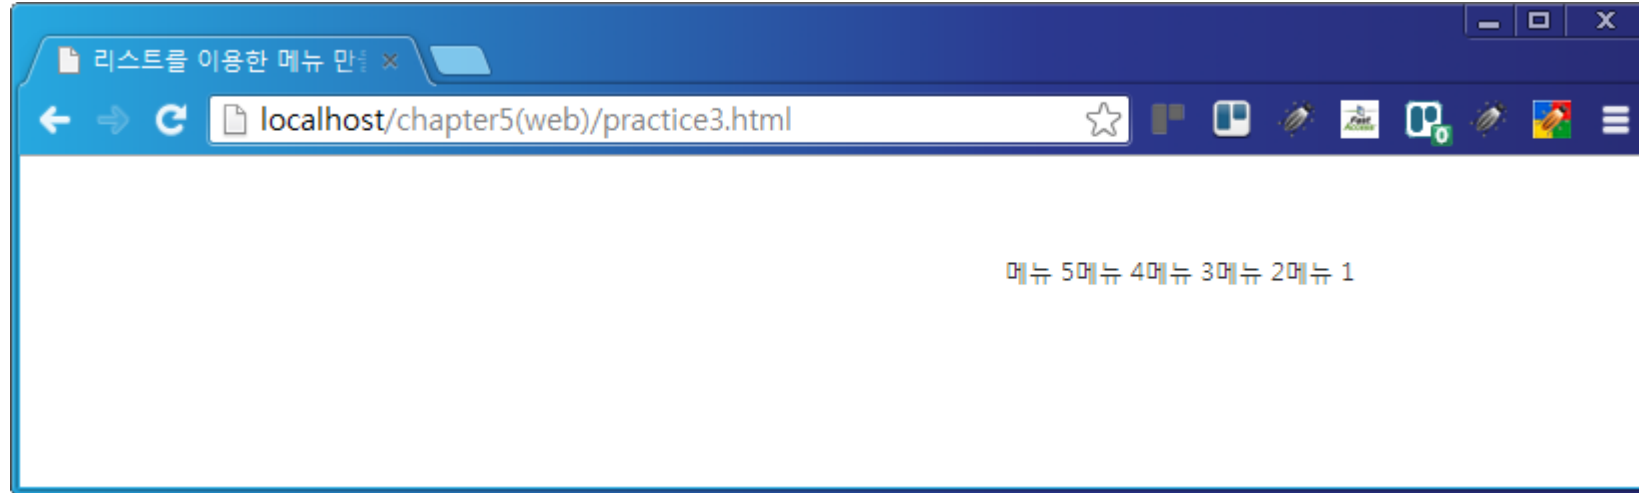 리스트를 이용한 메뉴 만
localhost/chapter5(web)/practice3.html
메뉴 5메뉴 4메뉴 3메뉴 2메뉴 1